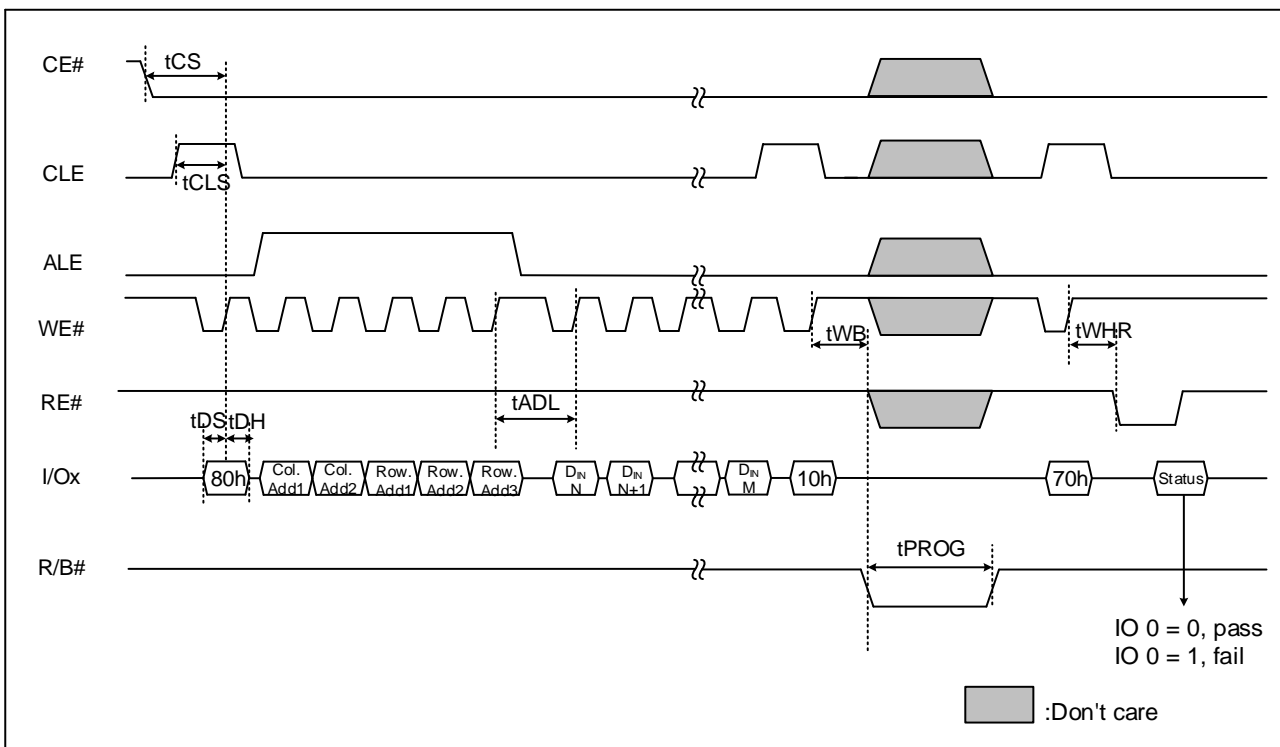 CE#
tCS
CLE
tCLS
ALE
WE#
tWB
tWHR
RE#
tDS
tDH
tADL
I/Ox
80h
Col.
Add1
Col.
Add2
Row.
Add1
Row.
Add2
Row.
Add3
DIN
N
DIN
N+1
DIN
M
10h
70h
Status
R/B#
tPROG
IO 0 = 0, pass
IO 0 = 1, fail
:Don't care